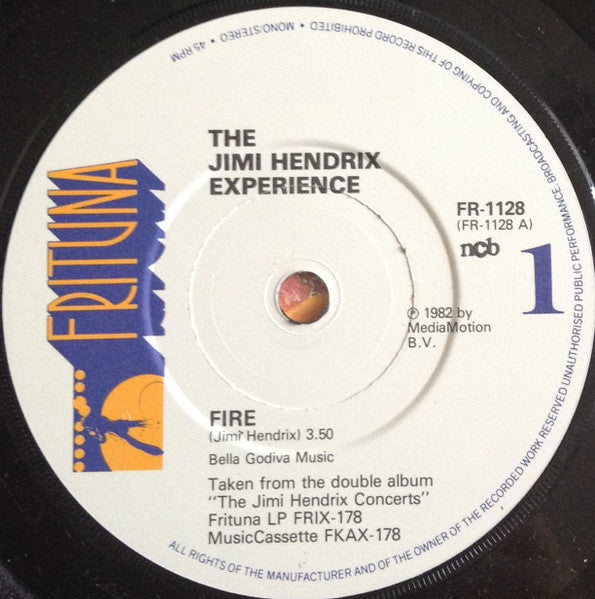 THE
JIMI HENDRIX
EXPERIENCE
FRITUNA
FR-1128
(FR-1128 A)
ncb
1
℗ 1982 by
MediaMotion
B.V.
FIRE
(Jimi Hendrix) 3.50
Bella Godiva Music
Taken from the double album
"The Jimi Hendrix Concerts"
Frituna LP FRIX-178
MusicCassette FKAX-178
ALL RIGHTS OF THE MANUFACTURER AND OF THE OWNER OF THE RECORDED WORK RESERVED UNAUTHORISED PUBLIC PERFORMANCE, BROADCASTING AND COPYING OF THIS RECORD PROHIBITED • MONO/STEREO • 45 RPM